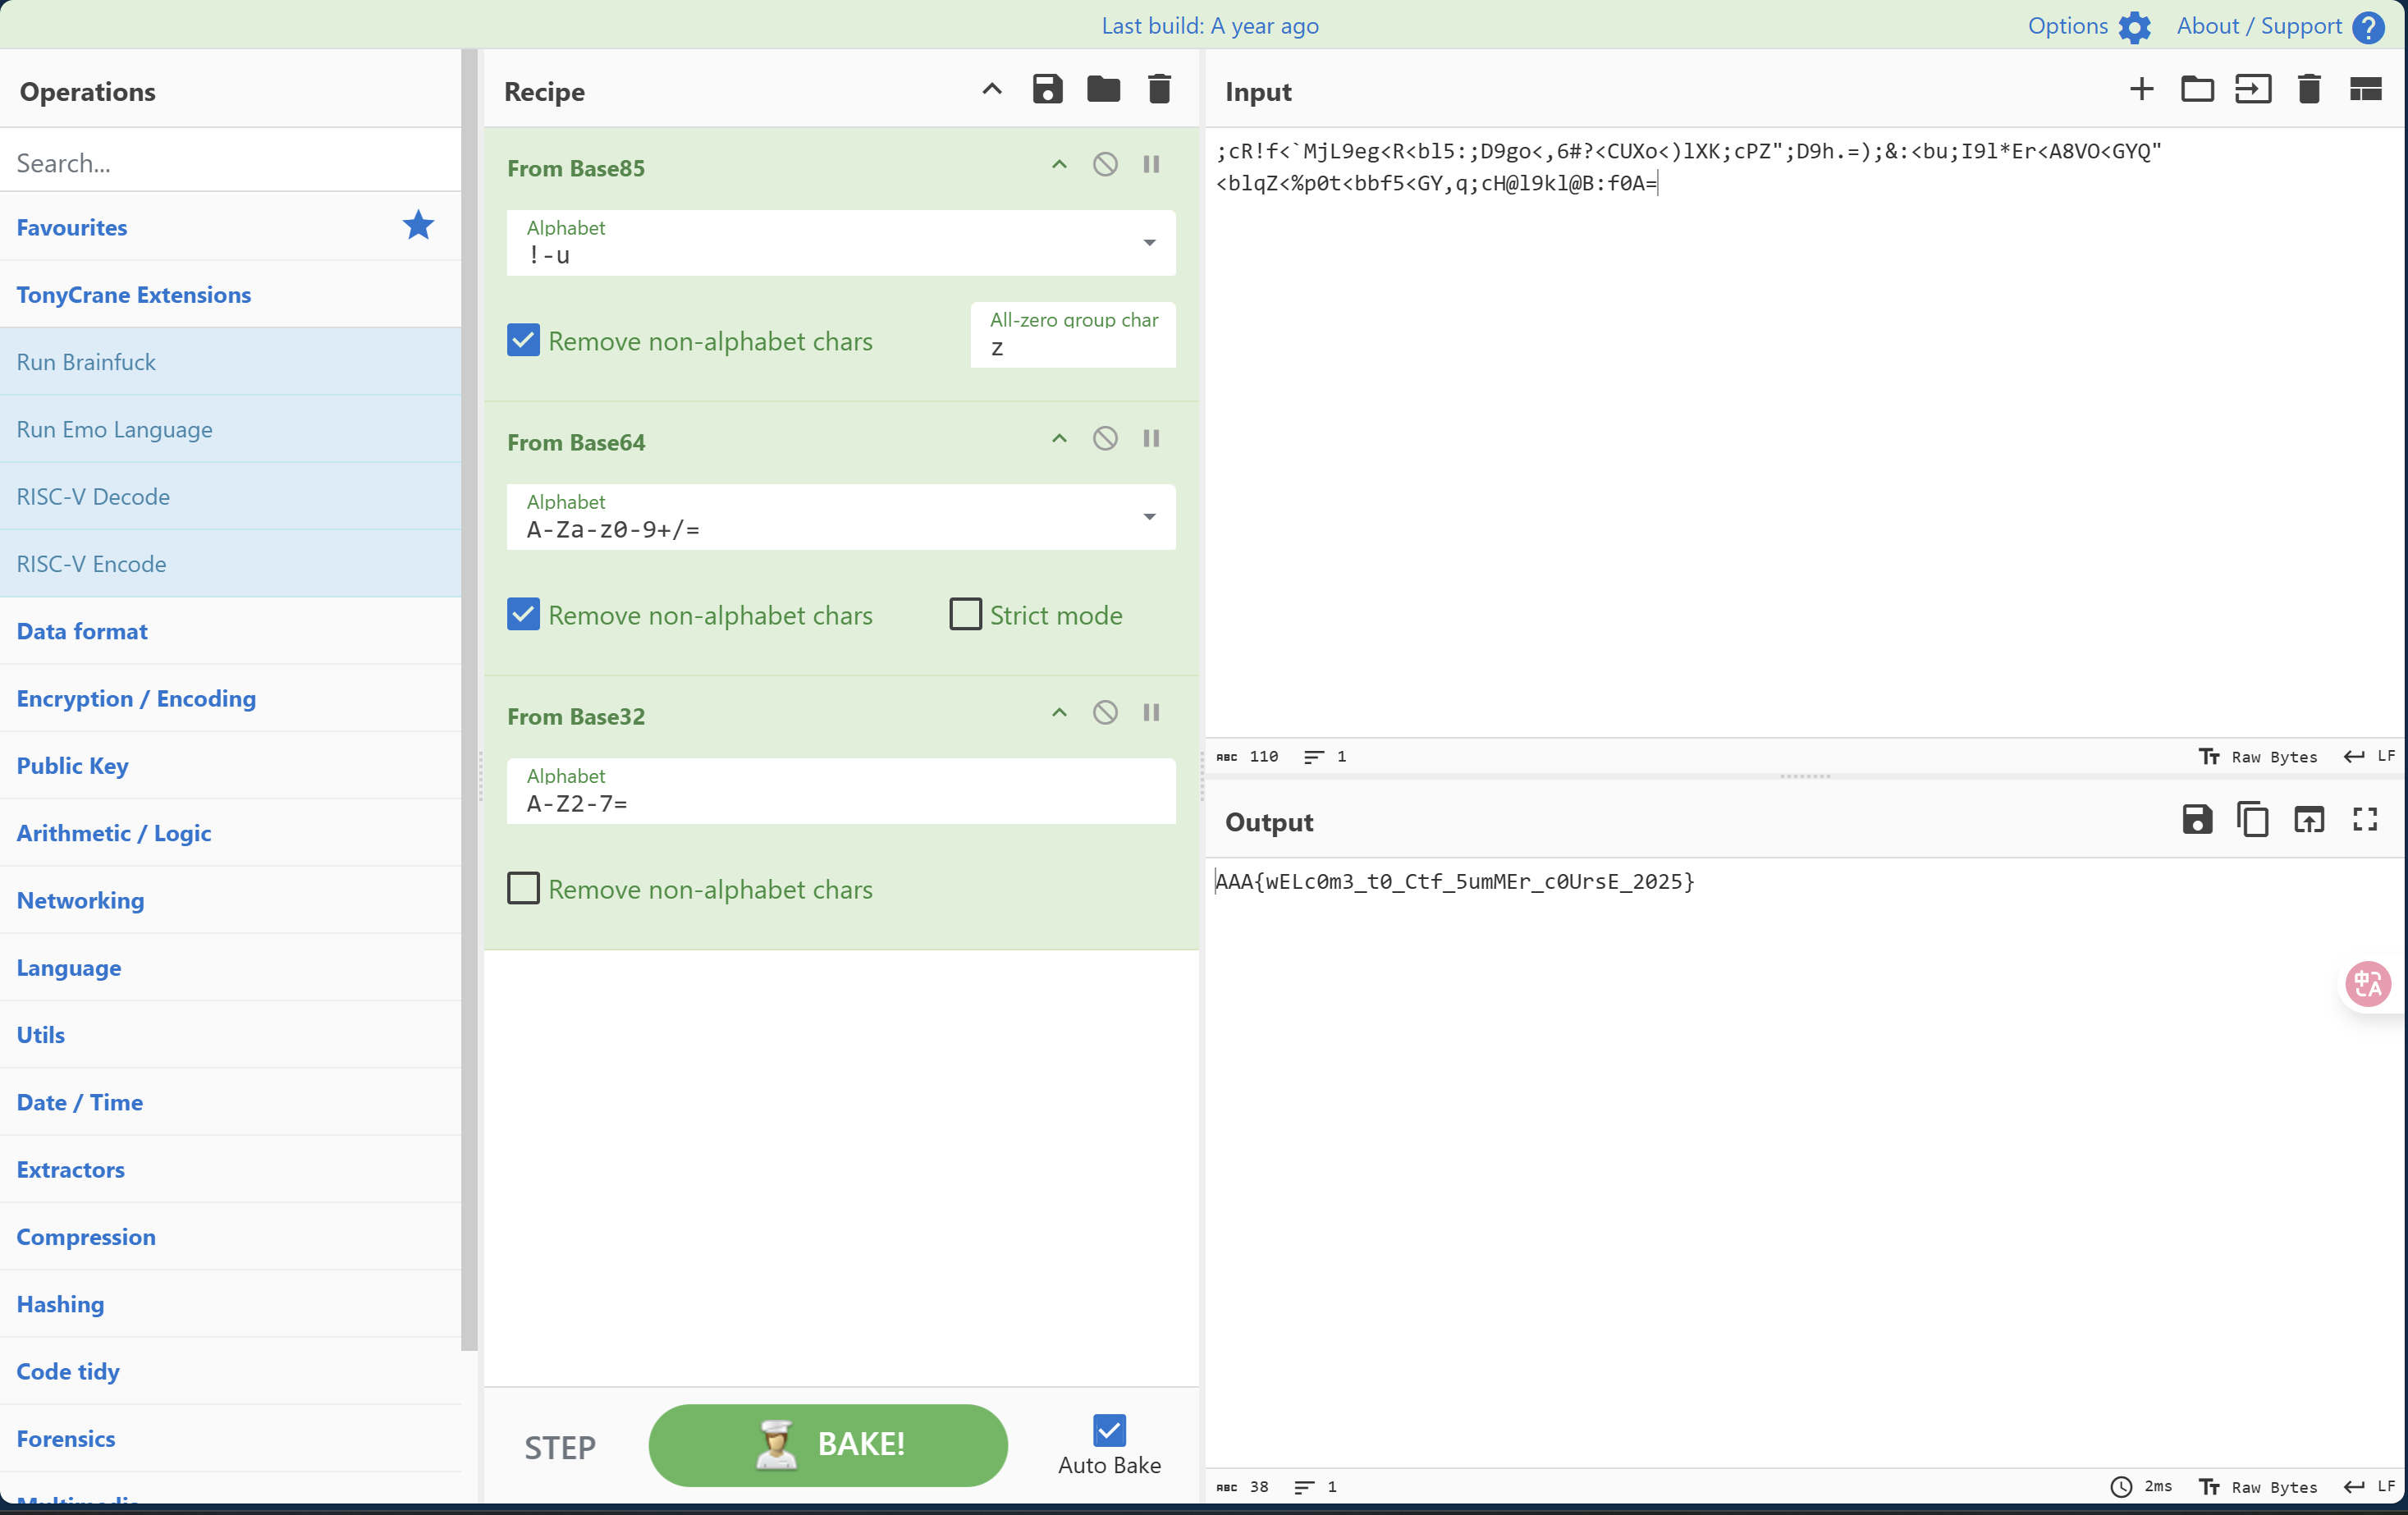 Last build: A year ago
Options
About / Support
Operations
Search...
Favourites
TonyCrane Extensions
Run Brainfuck
Run Emo Language
RISC-V Decode
RISC-V Encode
Data format
Encryption / Encoding
Public Key
Arithmetic / Logic
Networking
Language
Utils
Date / Time
Extractors
Compression
Hashing
Code tidy
Forensics
Multimedia
Recipe
From Base85
Alphabet
!-u
Remove non-alphabet chars
All-zero group char
z
From Base64
Alphabet
A-Za-z0-9+/=
Remove non-alphabet chars
Strict mode
From Base32
Alphabet
A-Z2-7=
Remove non-alphabet chars
STEP
BAKE!
Auto Bake
Input
;cR!f<`MjL9eg<R<bl5:;D9go<,6#?<CUXo<)lXK;cPZ";D9h.=);&:<bu;I9l*Er<A8VO<GYQ"
<blqZ<%p0t<bbf5<GY,q;cH@l9kl@B:f0A=
ABC 110 1
Raw Bytes LF
Output
AAA{wELc0m3_t0_Ctf_5umMEr_c0UrsE_2025}
中A
ABC 38 1
2ms Raw Bytes LF